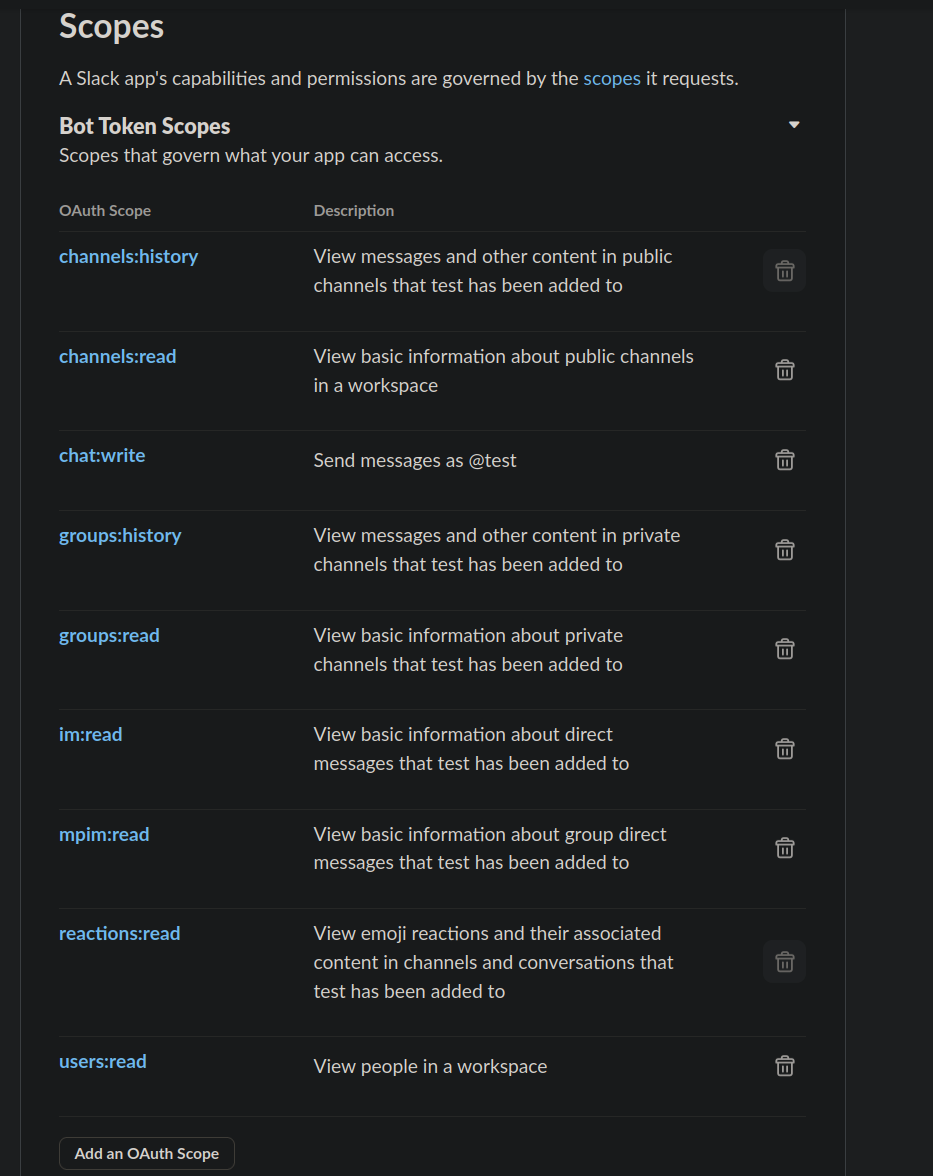 Scopes
A Slack app's capabilities and permissions are governed by the scopes it requests.
Bot Token Scopes
Scopes that govern what your app can access.
OAuth Scope Description
channels:history View messages and other content in public
channels that test has been added to
channels:read View basic information about public channels
in a workspace
chat:write Send messages as @test
groups:history View messages and other content in private
channels that test has been added to
groups:read View basic information about private
channels that test has been added to
im:read View basic information about direct
messages that test has been added to
mpim:read View basic information about group direct
messages that test has been added to
reactions:read View emoji reactions and their associated
content in channels and conversations that
test has been added to
users:read View people in a workspace
Add an OAuth Scope